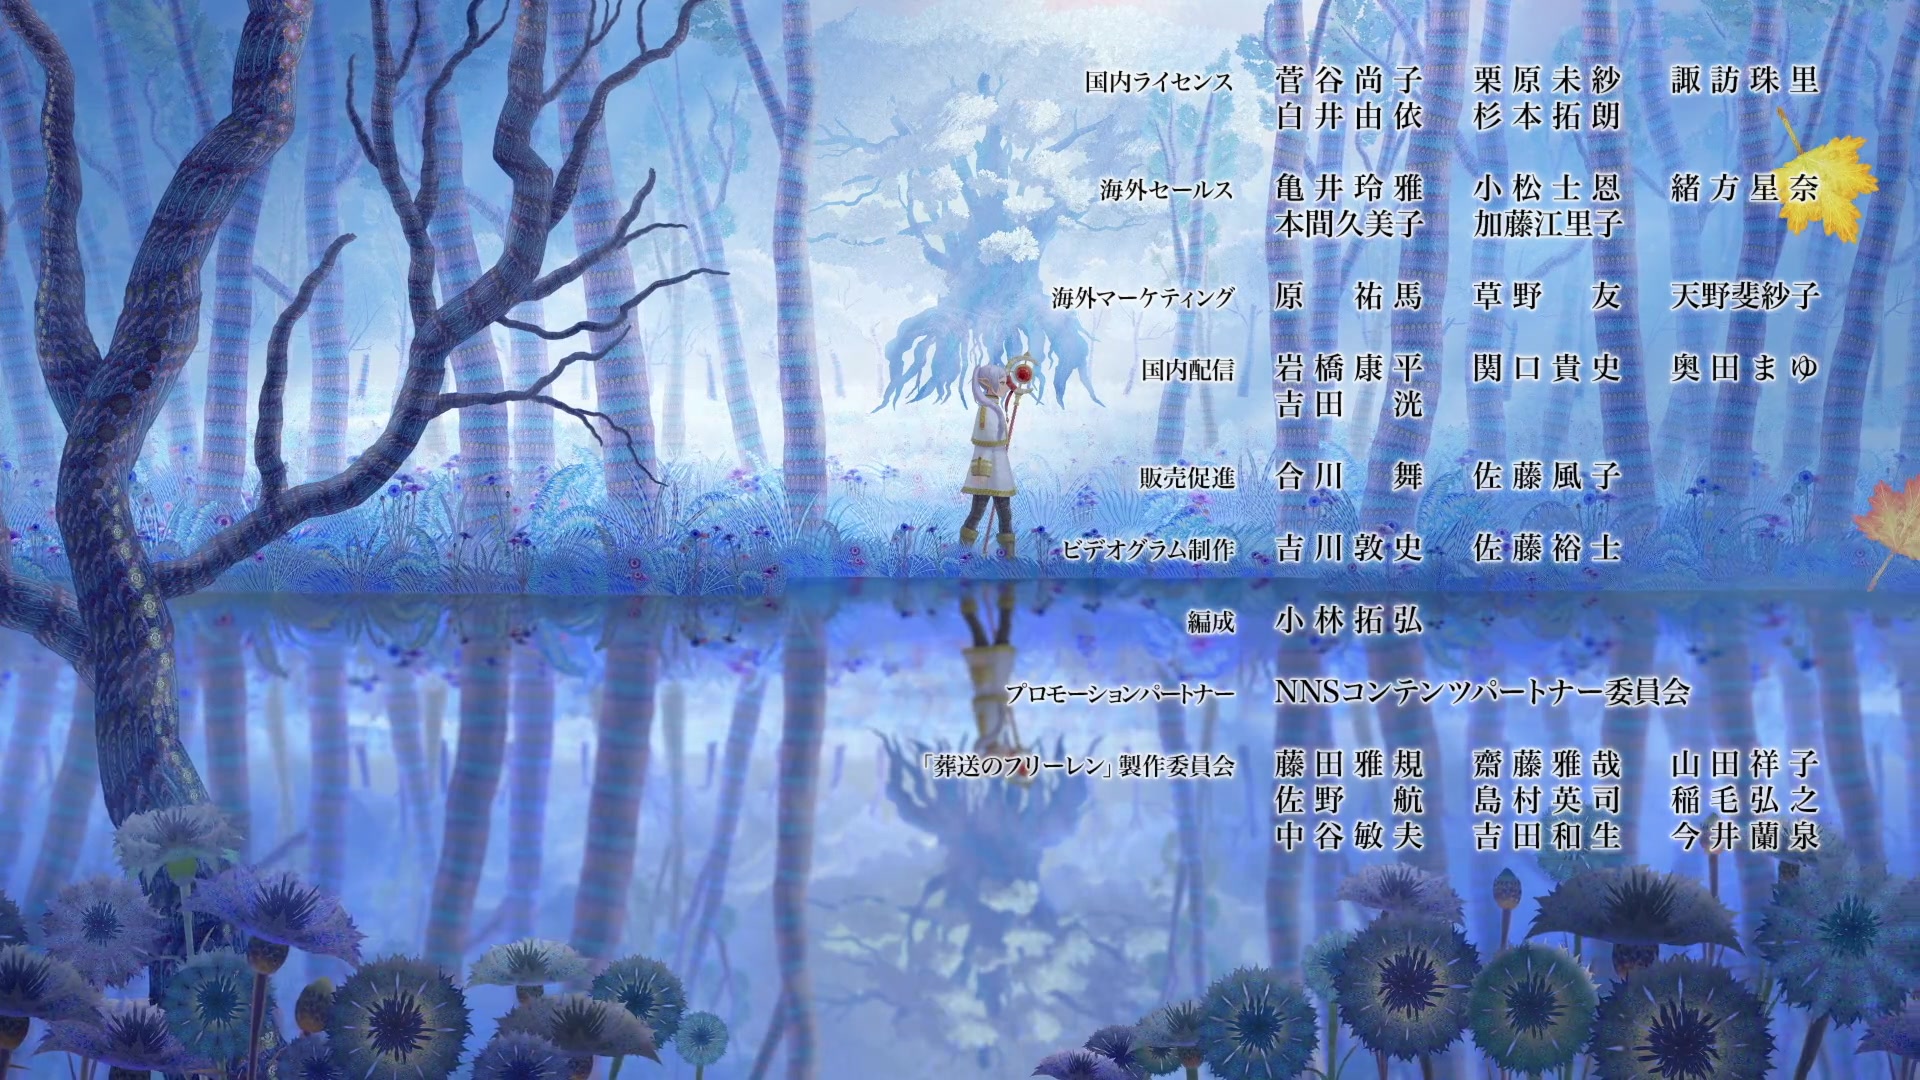 国内ライセンス 菅谷尚子 栗原未紗 諏訪珠里
白井由依 杉本拓朗
海外セールス 亀井玲雅 小松士恩 緒方星奈
本間久美子 加藤江里子
海外マーケティング 原祐馬 草野友 天野斐紗子
国内配信 岩橋康平 関口貴史 奥田まゆ
吉田洸
販売促進 合川舞 佐藤風子
ビデオグラム制作 吉川敦史 佐藤裕士
編成 小林拓弘
プロモーションパートナー NNSコンテンツパートナー委員会
「葬送のフリーレン」製作委員会 藤田雅規 齋藤雅哉 山田祥子
佐野航 島村英司 稲毛弘之
中谷敏夫 吉田和生 今井蘭泉